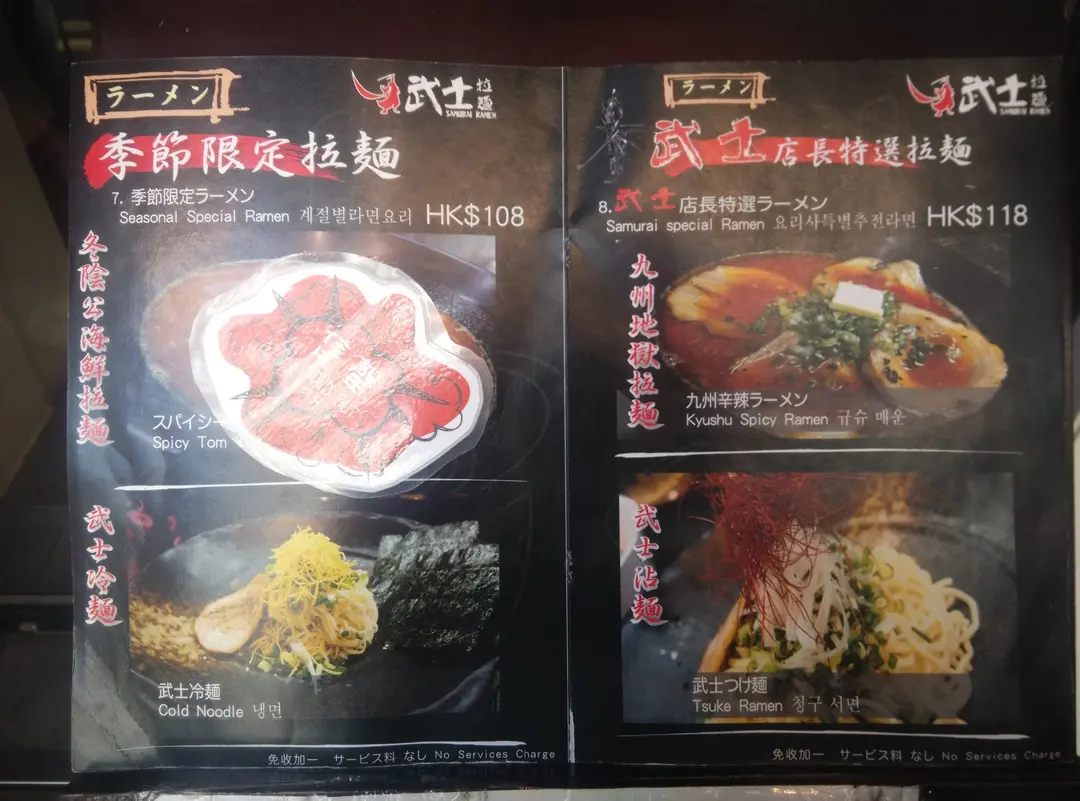 ラーメン
武士
拉麵
SAMURAI RAMEN
季節限定拉麵
7. 季節限定ラーメン
Seasonal Special Ramen 계절별라면요리 HK$108
冬陰公海鮮拉麵
スパイシー
Spicy Tom
武士冷麵
武士冷麺
Cold Noodle 냉면
免收加一 サービス料 なし No Services Charge
ラーメン
武士
拉麵
SAMURAI RAMEN
武士店長特選拉麵
8.武士店長特選ラーメン
Samurai special Ramen 요리사특별추천라면 HK$118
九州地獄拉麵
九州辛辣ラーメン
Kyushu Spicy Ramen 규슈 매운
武士沾麵
武士つけ麺
Tsuke Ramen 칭구 서면
免收加一 サービス料 なし No Services Charge